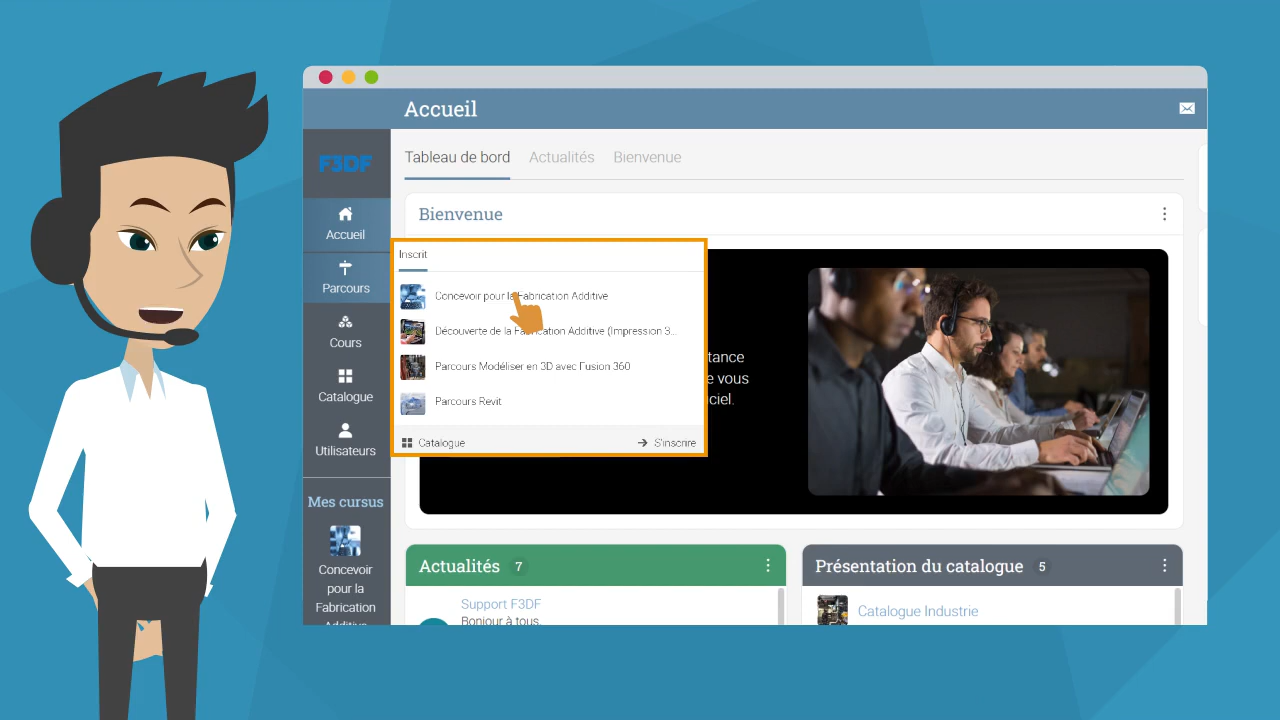 Accueil
F3DF
Accueil
Parcours
Cours
Catalogue
Utilisateurs
Mes cursus
Concevoir
pour la
Fabrication
Additive
Tableau de bord Actualités Bienvenue
Bienvenue
Inscrit
Concevoir pour la Fabrication Additive
Découverte de la Fabrication Additive (Impression 3...
Parcours Modéliser en 3D avec Fusion 360
Parcours Revit
Catalogue S'inscrire
tance
e vous
ciel.
Actualités 7
Support F3DF
Bonjour à tous,
Présentation du catalogue 5
Catalogue Industrie